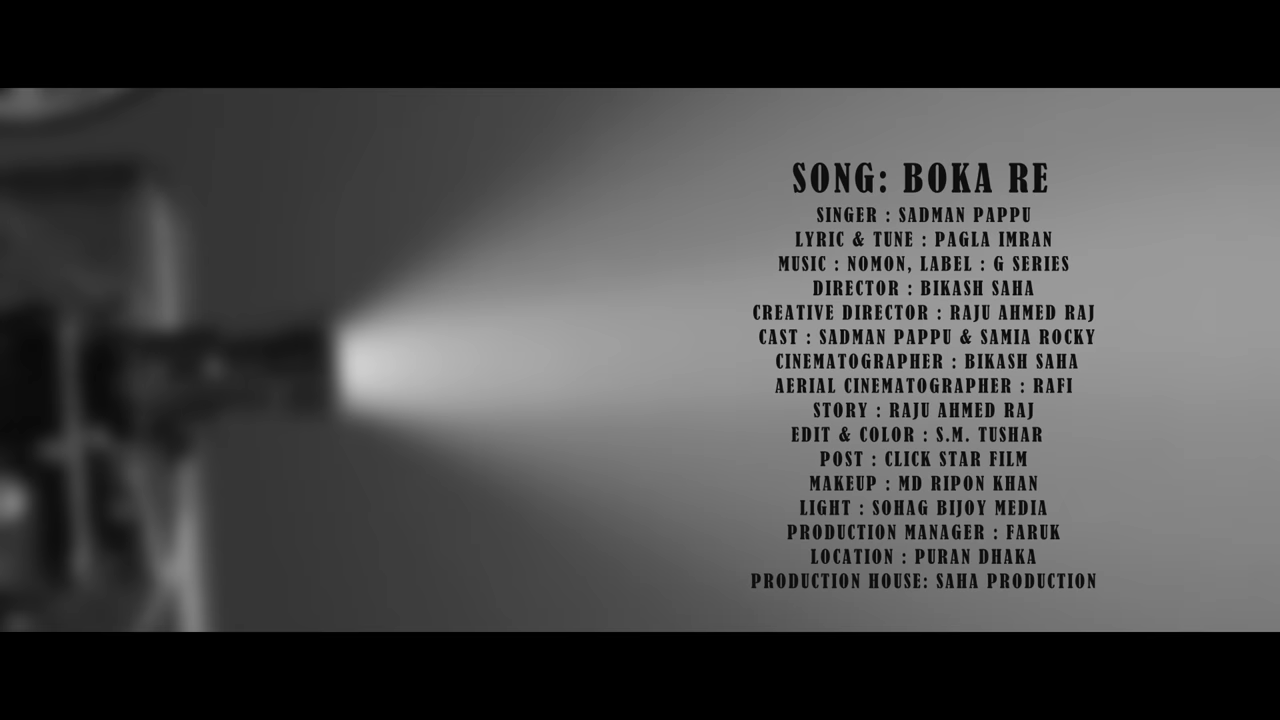 SONG: BOKA RE
SINGER : SADMAN PAPPU
LYRIC & TUNE : PAGLA IMRAN
MUSIC : NOMON, LABEL : G SERIES
DIRECTOR : BIKASH SAHA
CREATIVE DIRECTOR : RAJU AHMED RAJ
CAST : SADMAN PAPPU & SAMIA ROCKY
CINEMATOGRAPHER : BIKASH SAHA
AERIAL CINEMATOGRAPHER : RAFI
STORY : RAJU AHMED RAJ
EDIT & COLOR : S.M. TUSHAR
POST : CLICK STAR FILM
MAKEUP : MD RIPON KHAN
LIGHT : SOHAG BIJOY MEDIA
PRODUCTION MANAGER : FARUK
LOCATION : PURAN DHAKA
PRODUCTION HOUSE: SAHA PRODUCTION